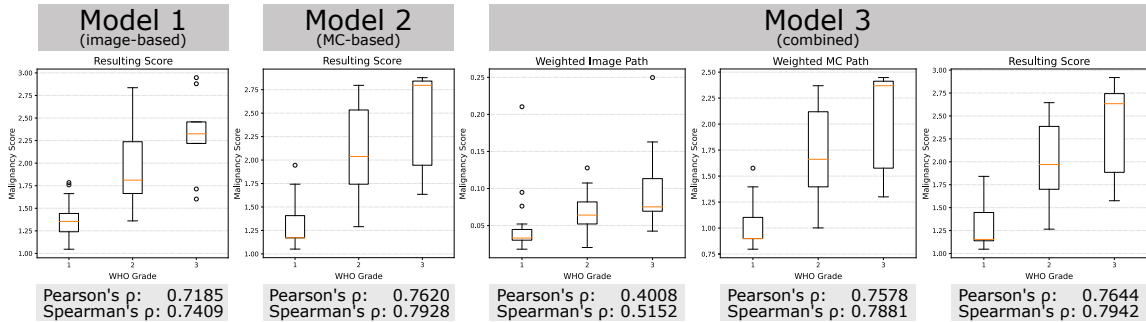 Model 1
(image-based)
Model 2
(MC-based)
Model 3
(combined)
Resulting Score
Malignancy Score
3.00
2.75
2.50
2.25
2.00
1.75
1.50
1.25
1.00
1 2 3
WHO Grade
Pearson's ρ: 0.7185
Spearman's ρ: 0.7409
Resulting Score
Malignancy Score
2.75
2.50
2.25
2.00
1.75
1.50
1.25
1.00
1 2 3
WHO Grade
Pearson's ρ: 0.7620
Spearman's ρ: 0.7928
Weighted Image Path
Malignancy Score
0.25
0.20
0.15
0.10
0.05
1 2 3
WHO Grade
Pearson's ρ: 0.4008
Spearman's ρ: 0.5152
Weighted MC Path
Malignancy Score
2.50
2.25
2.00
1.75
1.50
1.25
1.00
0.75
1 2 3
WHO Grade
Pearson's ρ: 0.7578
Spearman's ρ: 0.7881
Resulting Score
Malignancy Score
3.00
2.75
2.50
2.25
2.00
1.75
1.50
1.25
1.00
1 2 3
WHO Grade
Pearson's ρ: 0.7644
Spearman's ρ: 0.7942